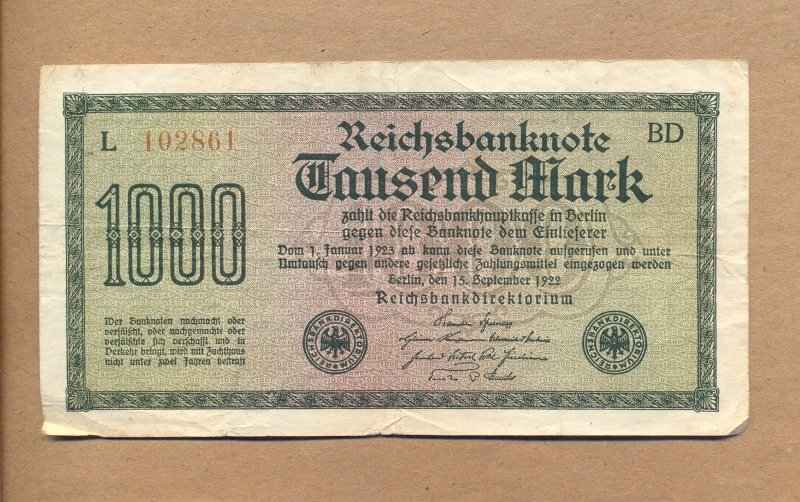 L 102861
Reichsbanknote
BD
Tausend Mark
1000
zahlt die Reichsbankhauptkasse in Berlin
gegen diese Banknote dem Einlieferer
Vom 1. Januar 1923 ab kann diese Banknote aufgerufen und unter
Umtausch gegen andere gesetzliche Zahlungsmittel eingezogen werden
Berlin, den 15. September 1922
Reichsbankdirektorium
Wer Banknoten nachmacht oder
verfälscht, oder nachgemachte oder
verfälschte sich verschafft und in
Verkehr bringt, wird mit Zuchthaus
nicht unter zwei Jahren bestraft
REICHSBANKDIREKTORIUM
REICHSBANKDIREKTORIUM